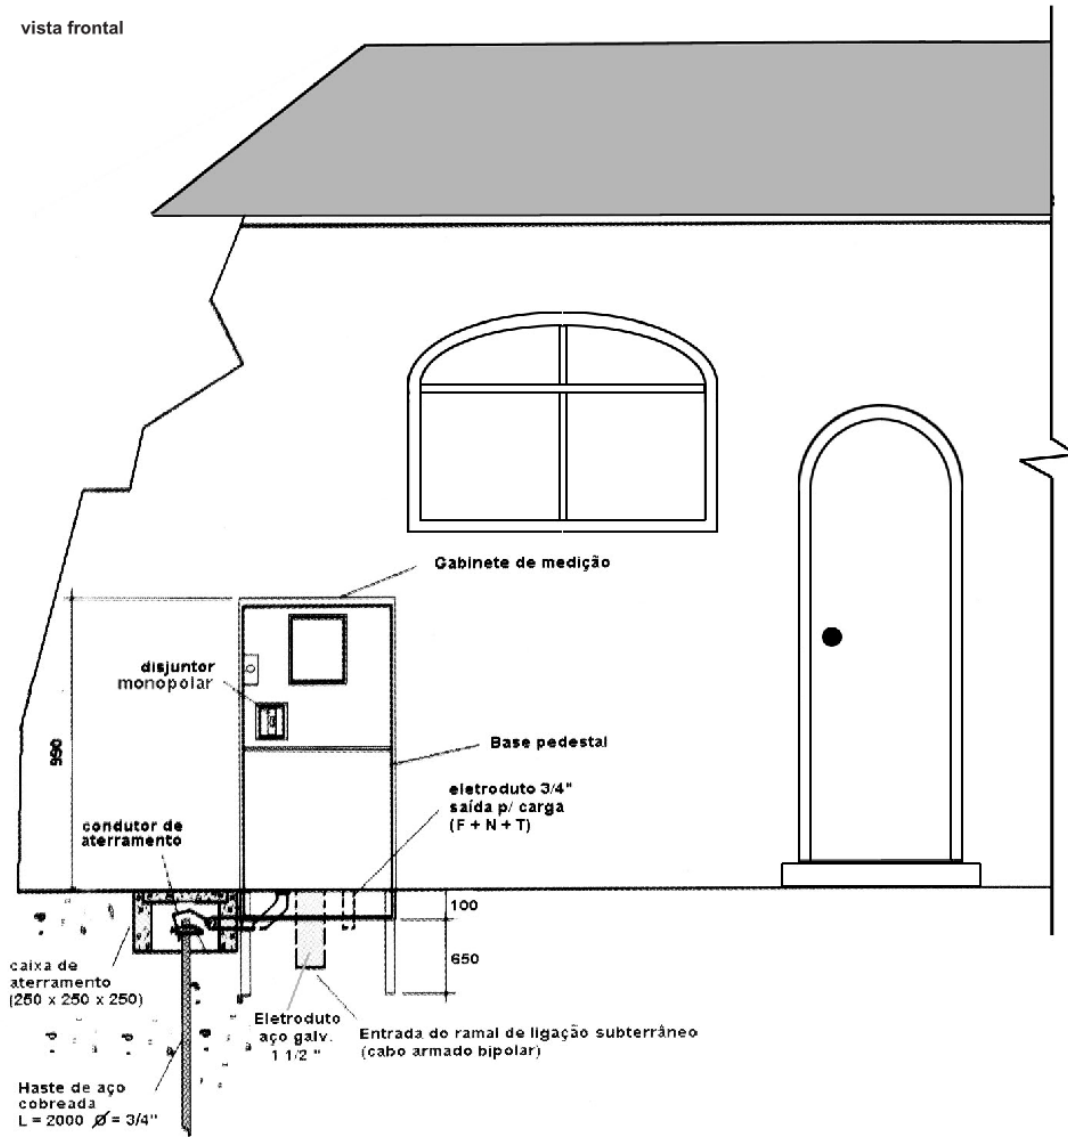 vista frontal
Gabinete de medição
disjuntor
monopolar
990
Base pedestal
eletroduto 3/4"
saída p/ carga
(F + N + T)
condutor de
aterramento
100
650
caixa de
aterramento
(250 x 250 x 250)
Eletroduto
aço galv.
1 1/2 "
Entrada do ramal de ligação subterrâneo
(cabo armado bipolar)
Haste de aço
cobreada
L = 2000 Ø = 3/4"